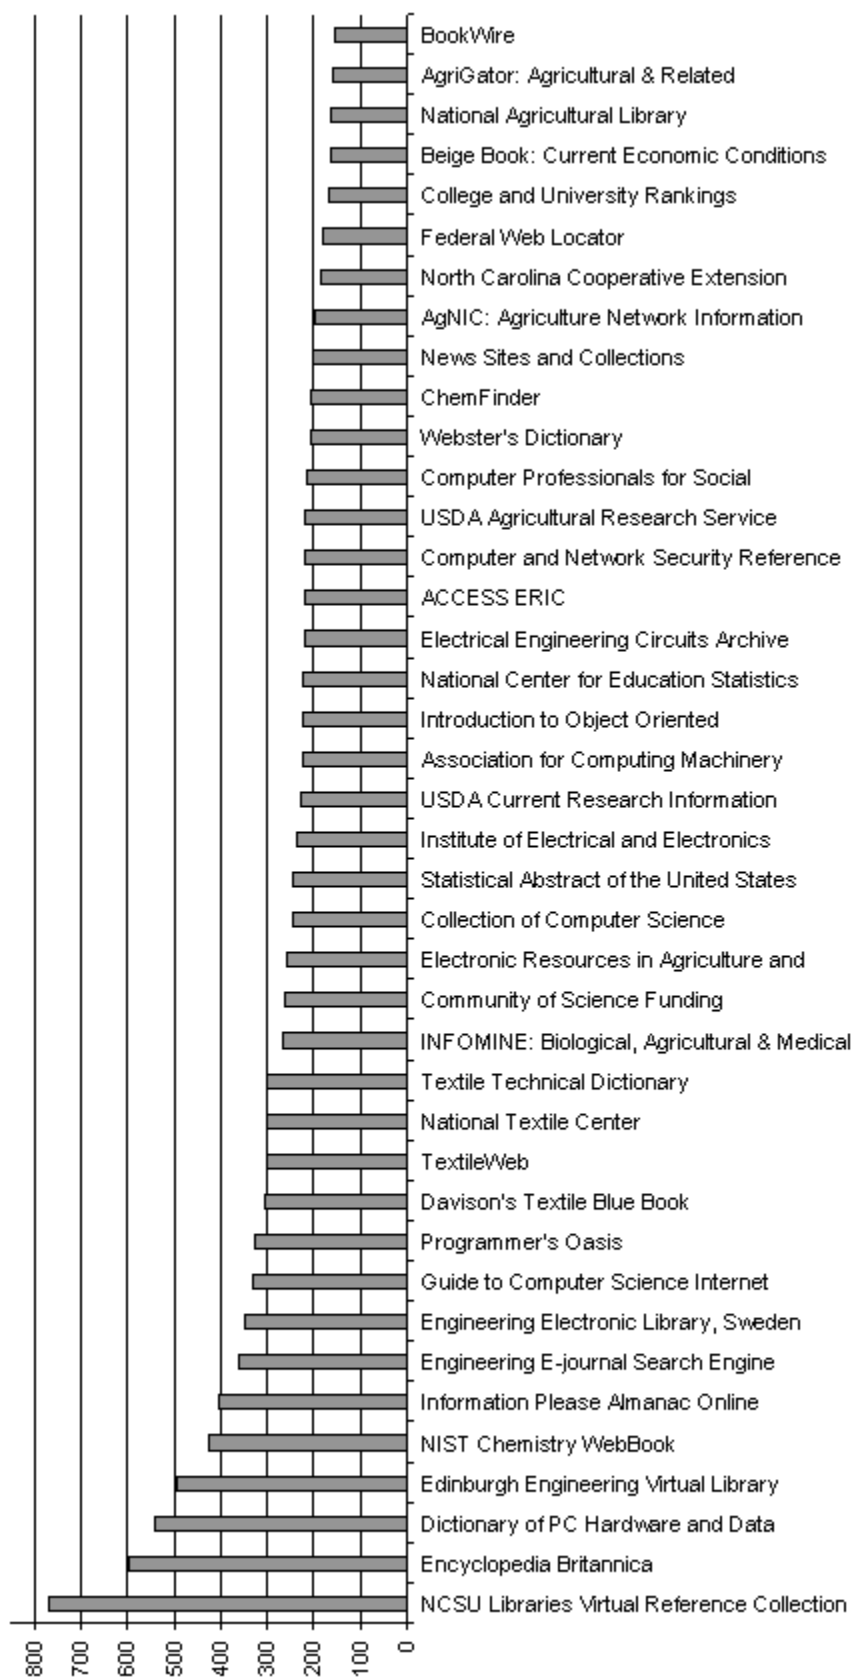 BookWire
AgriGator: Agricultural & Related
National Agricultural Library
Beige Book: Current Economic Conditions
College and University Rankings
Federal Web Locator
North Carolina Cooperative Extension
AgNIC: Agriculture Network Information
News Sites and Collections
ChemFinder
Webster's Dictionary
Computer Professionals for Social
USDA Agricultural Research Service
Computer and Network Security Reference
ACCESS ERIC
Electrical Engineering Circuits Archive
National Center for Education Statistics
Introduction to Object Oriented
Association for Computing Machinery
USDA Current Research Information
Institute of Electrical and Electronics
Statistical Abstract of the United States
Collection of Computer Science
Electronic Resources in Agriculture and
Community of Science Funding
INFOMINE: Biological, Agricultural & Medical
Textile Technical Dictionary
National Textile Center
TextileWeb
Davison's Textile Blue Book
Programmer's Oasis
Guide to Computer Science Internet
Engineering Electronic Library, Sweden
Engineering E-journal Search Engine
Information Please Almanac Online
NIST Chemistry WebBook
Edinburgh Engineering Virtual Library
Dictionary of PC Hardware and Data
Encyclopedia Britannica
NCSU Libraries Virtual Reference Collection
800 700 600 500 400 300 200 100 0